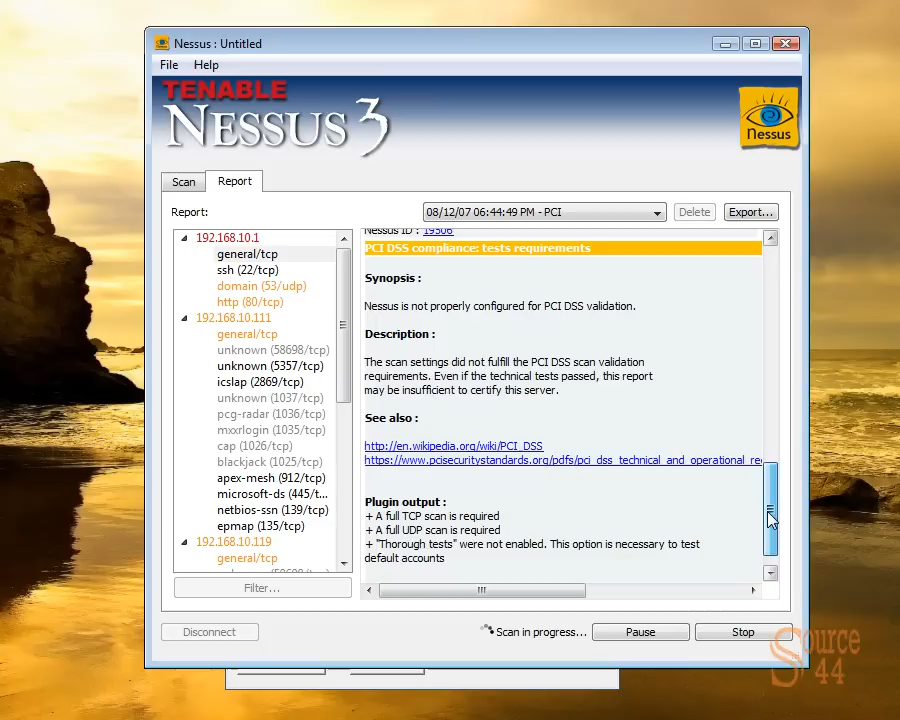 Nessus : Untitled
File Help
TENABLE
NESSUS 3
Nessus
Scan Report
Report: 08/12/07 06:44:49 PM - PCI Delete Export...
192.168.10.1
general/tcp
ssh (22/tcp)
domain (53/udp)
http (80/tcp)
192.168.10.111
general/tcp
unknown (58698/tcp)
unknown (5357/tcp)
icslap (2869/tcp)
unknown (1037/tcp)
pcg-radar (1036/tcp)
mxxrlogin (1035/tcp)
cap (1026/tcp)
blackjack (1025/tcp)
apex-mesh (912/tcp)
microsoft-ds (445/t...
netbios-ssn (139/tcp)
epmap (135/tcp)
192.168.10.119
general/tcp
Filter...
Nessus ID : 19506
PCI DSS compliance: tests requirements
Synopsis :
Nessus is not properly configured for PCI DSS validation.
Description :
The scan settings did not fulfill the PCI DSS scan validation
requirements. Even if the technical tests passed, this report
may be insufficient to certify this server.
See also :
http://en.wikipedia.org/wiki/PCI_DSS
https://www.pcisecuritystandards.org/pdfs/pci_dss_technical_and_operational_re
Plugin output :
+ A full TCP scan is required
+ A full UDP scan is required
+ "Thorough tests" were not enabled. This option is necessary to test
default accounts
Disconnect Scan in progress... Pause Stop
Source
44